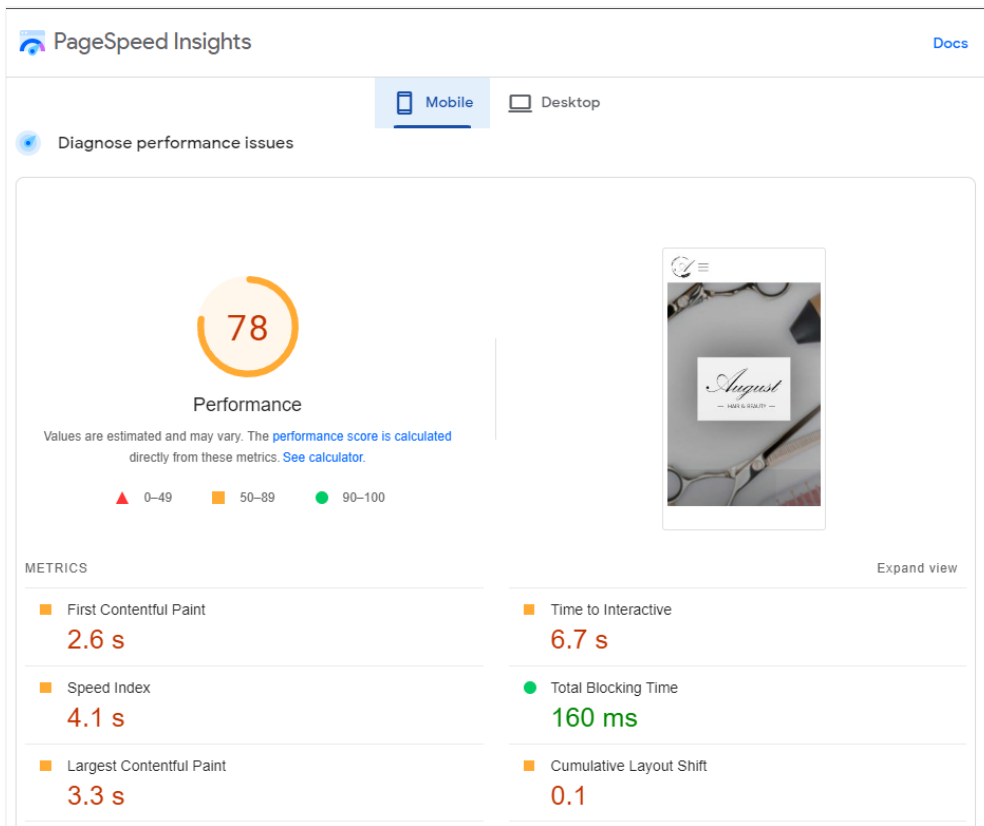 PageSpeed Insights
Docs
Mobile
Desktop
Diagnose performance issues
78
Performance
Values are estimated and may vary. The performance score is calculated
directly from these metrics. See calculator.
0–49
50–89
90–100
A
August
— HAIR & BEAUTY —
METRICS
Expand view
First Contentful Paint
2.6 s
Time to Interactive
6.7 s
Speed Index
4.1 s
Total Blocking Time
160 ms
Largest Contentful Paint
3.3 s
Cumulative Layout Shift
0.1